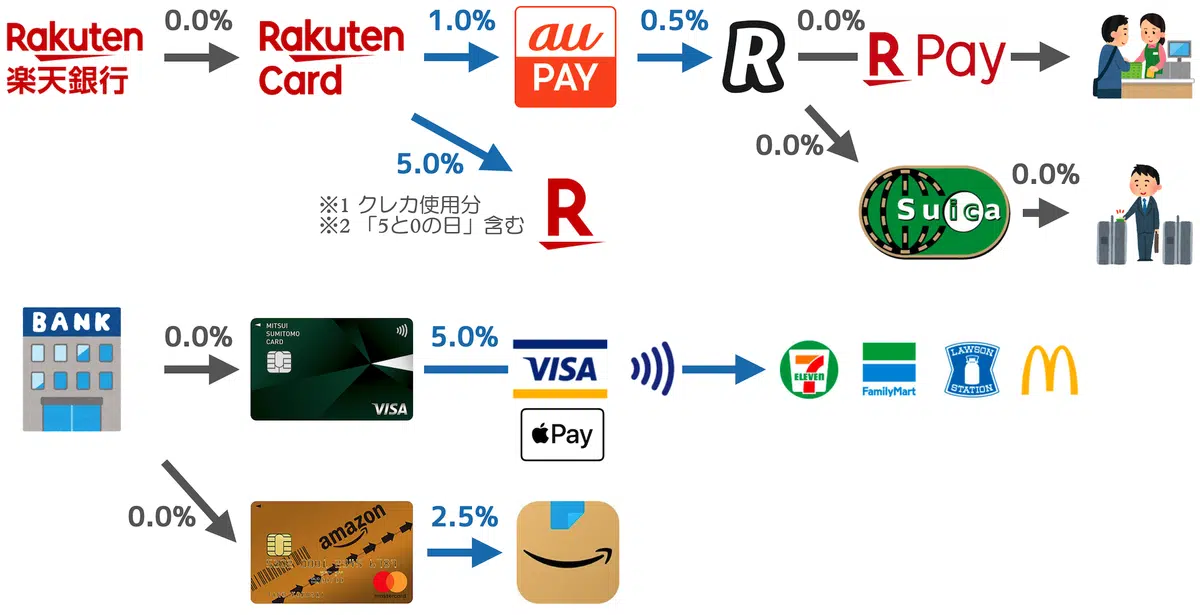 0.0%
1.0%
0.5%
0.0%
Rakuten
楽天銀行
Rakuten
Card
au
PAY
R
R Pay
5.0%
※1 クレカ使用分
※2 「5と0の日」含む
R
0.0%
Suica
0.0%
BANK
0.0%
MITSUI
SUMITOMO
CARD
VISA
5.0%
VISA
Pay
7
ELEVEN
FamilyMart
LAWSON
STATION
0.0%
amazon
mastercard
2.5%